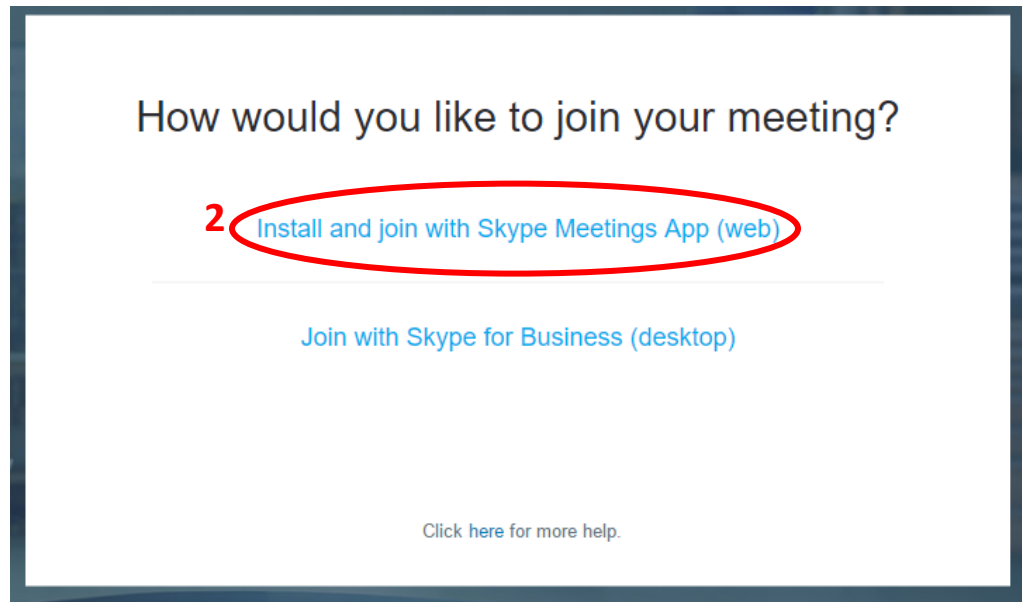 How would you like to join your meeting?
2 Install and join with Skype Meetings App (web)
Join with Skype for Business (desktop)
Click here for more help.